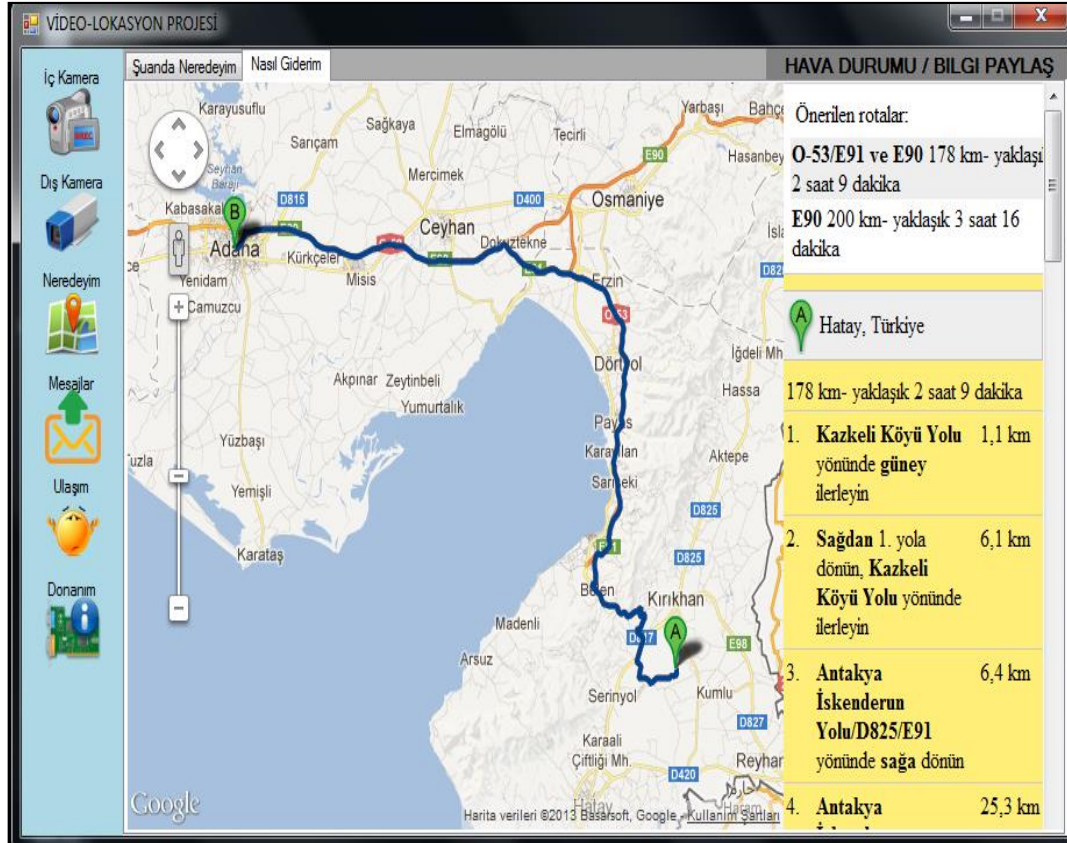 VİDEO-LOKASYON PROJESİ
İç Kamera
Dış Kamera
Neredeyim
Mesajlar
Ulaşım
Donanım
Şuanda Neredeyim
Nasıl Giderim
HAVA DURUMU / BILGI PAYLAŞ
Karayusuflu
Sarıçam
Sağkaya
Elmagölü
Tecirli
Yarbaşı
Bahçe
E90
Hasanbey
Mercimek
Seyhan
Barajı
D815
D400
Osmaniye
Kabasakal
B
Adana
Ceyhan
Dokuztekne
Kürkçeler
Misis
Yenidam
Camuzcu
Erzin
Dörtyol
İğdeli Mh
Hassa
Akpınar
Zeytinbeli
Yumurtalık
Payas
Karayılan
Aktepe
Yüzbaşı
Sarıseki
Yemişli
D825
Karataş
D825
Belen
Kırıkhan
Madenli
A
D817
E98
Arsuz
Serinyol
Kumlu
D827
Karaali
Çiftliği Mh.
Reyhan
D420
Hatay
Google
Harita verileri ©2013 Basarsoft, Google - Kullanım Şartları
Önerilen rotalar:
O-53/E91 ve E90 178 km- yaklaşı
2 saat 9 dakika
E90 200 km- yaklaşık 3 saat 16
dakika
A
Hatay, Türkiye
178 km- yaklaşık 2 saat 9 dakika
1. Kazkeli Köyü Yolu 1,1 km
yönünde güney
ilerleyin
2. Sağdan 1. yola 6,1 km
dönün, Kazkeli
Köyü Yolu yönünde
ilerleyin
3. Antakya 6,4 km
İskenderun
Yolu/D825/E91
yönünde sağa dönün
4. Antakya 25,3 km